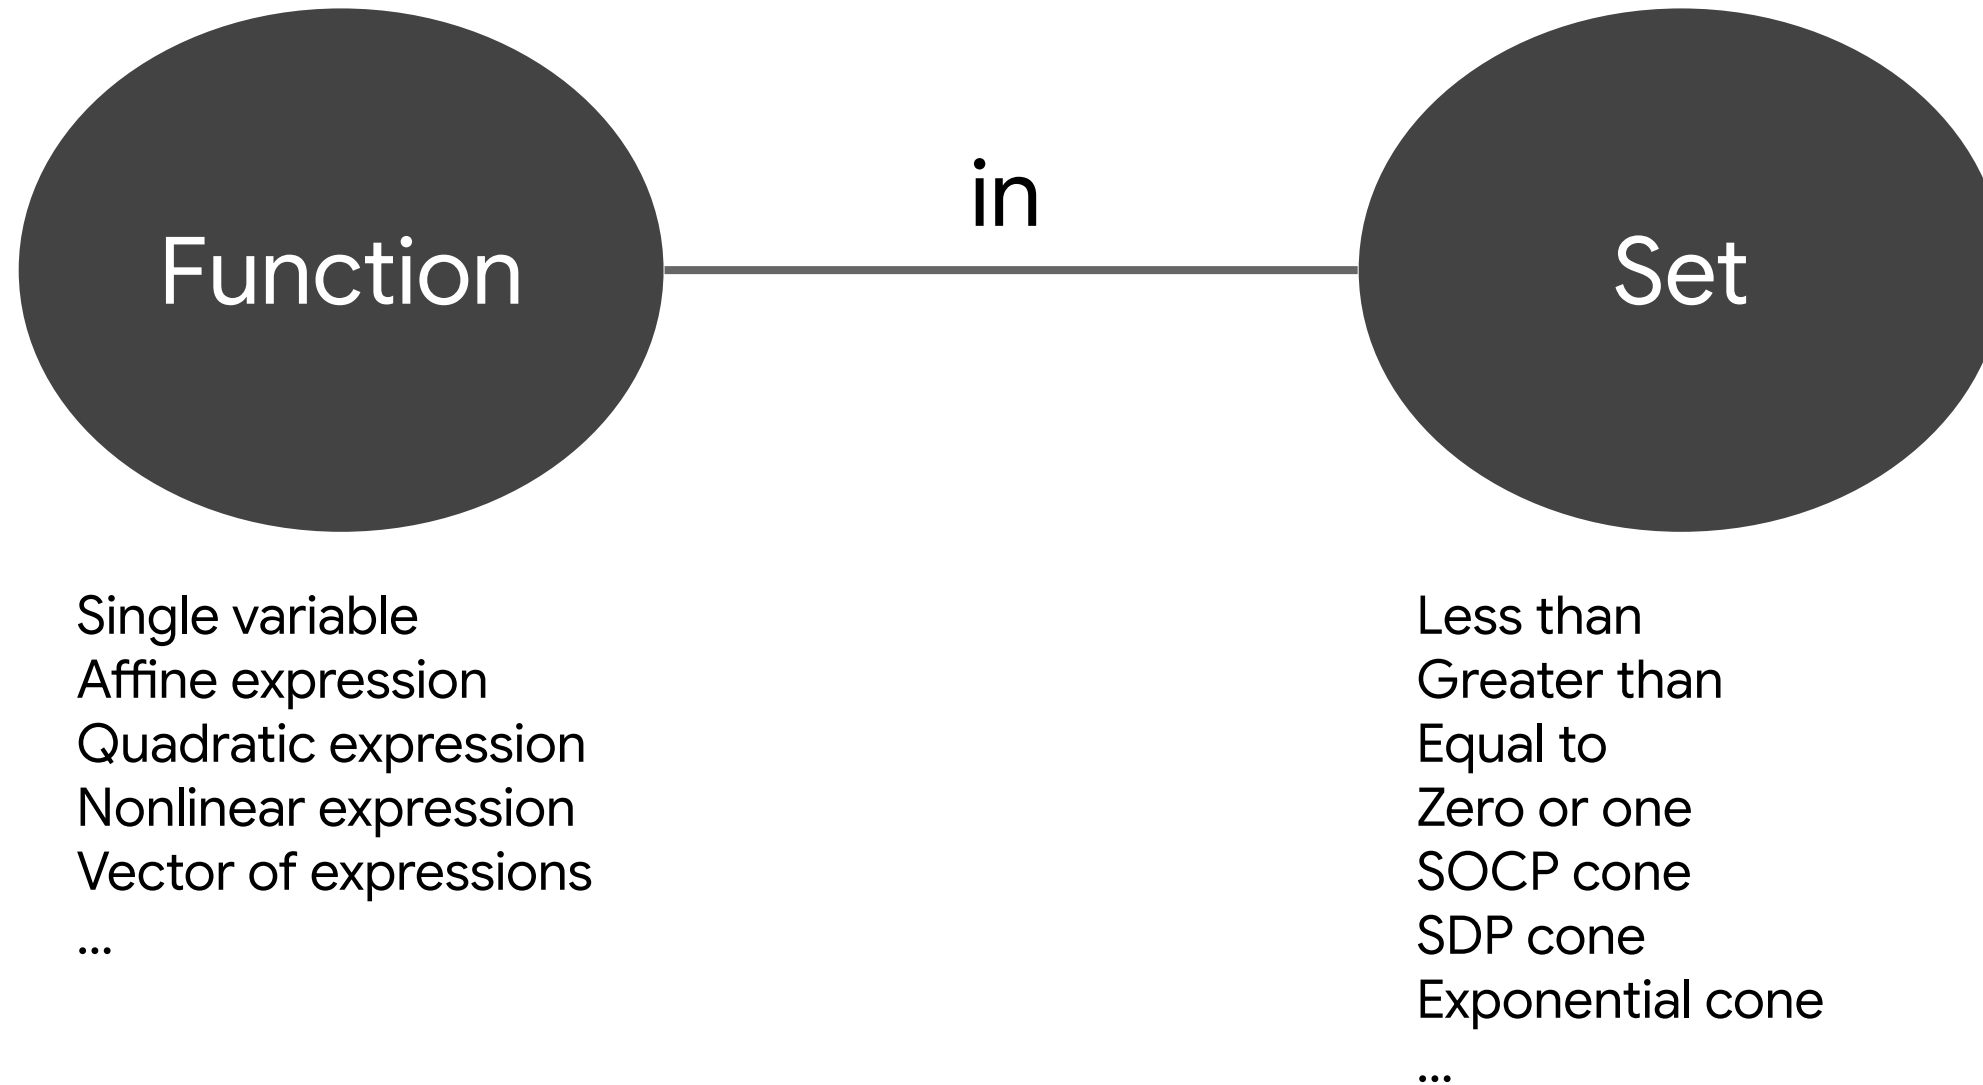 Function
in
Set
Single variable
Affine expression
Quadratic expression
Nonlinear expression
Vector of expressions
...
Less than
Greater than
Equal to
Zero or one
SOCP cone
SDP cone
Exponential cone
...